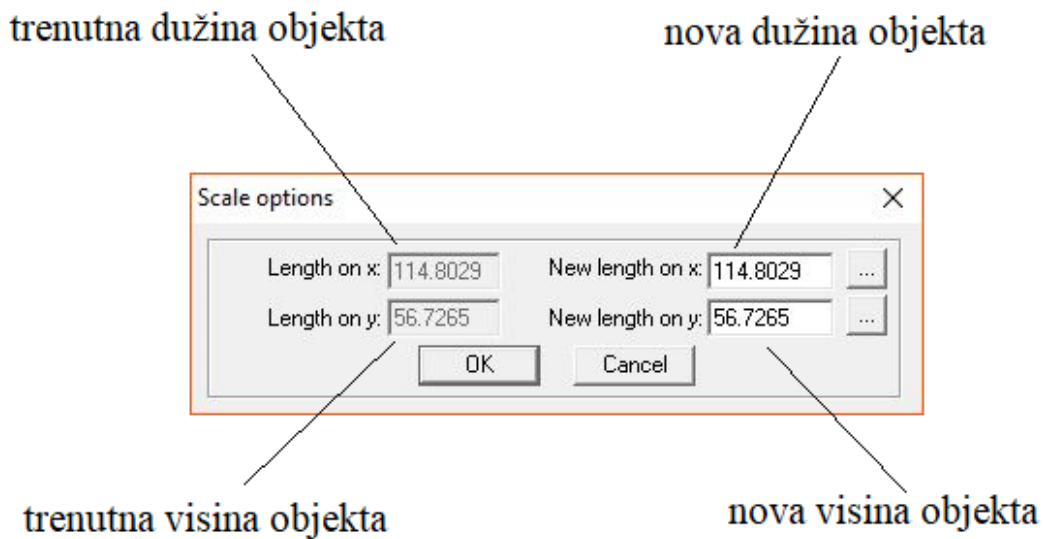 trenutna dužina objekta
nova dužina objekta
Scale options
Length on x: 114.8029 New length on x: 114.8029 ...
Length on y: 56.7265 New length on y: 56.7265 ...
OK Cancel
trenutna visina objekta
nova visina objekta